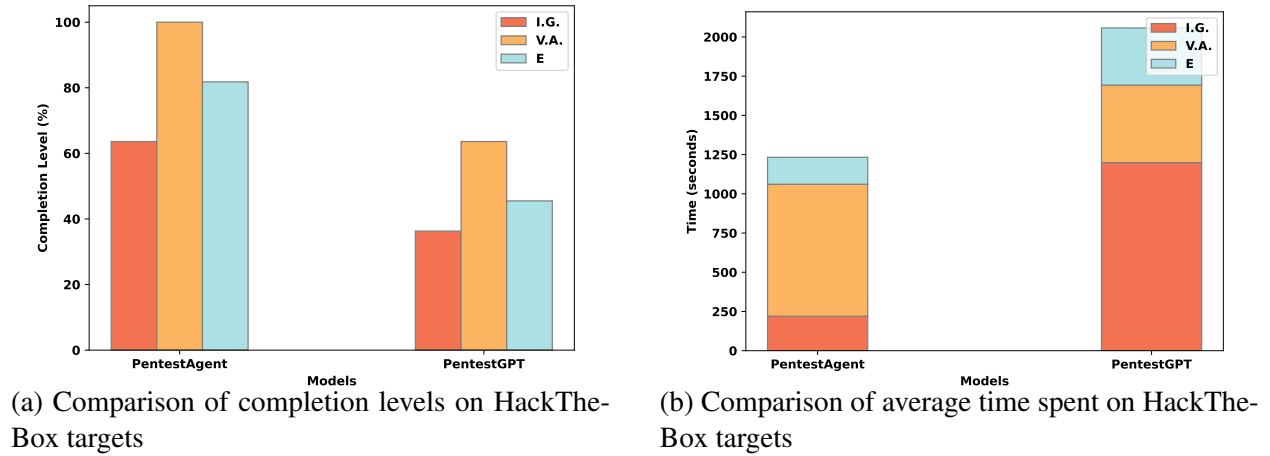 100
80
60
40
20
0
Completion Level (%)
I.G.
V.A.
E
PentestAgent
PentestGPT
Models
(a) Comparison of completion levels on HackThe-
Box targets
2000
1750
1500
1250
1000
750
500
250
0
Time (seconds)
I.G.
V.A.
E
PentestAgent
PentestGPT
Models
(b) Comparison of average time spent on HackThe-
Box targets